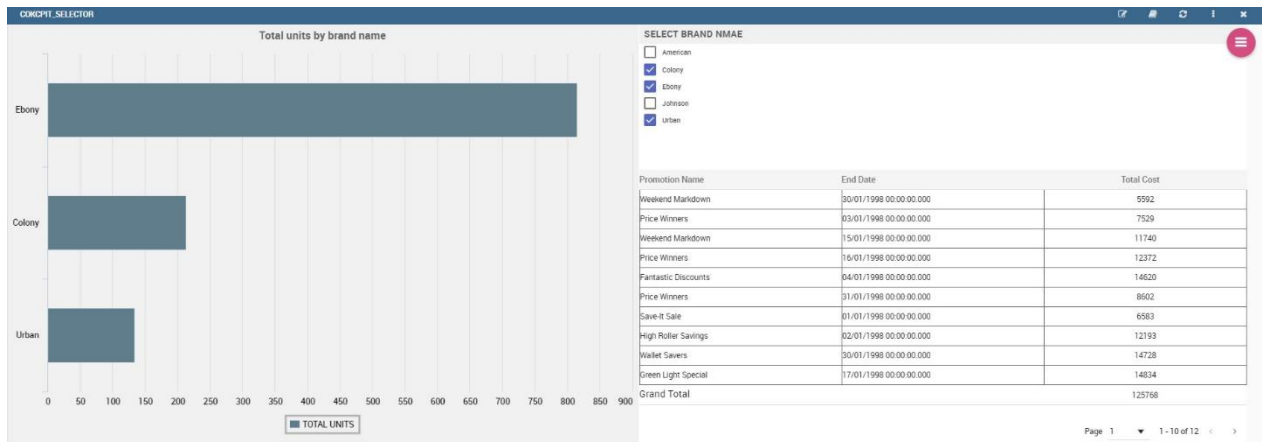 COKCPIT_SELECTOR
Total units by brand name
Ebony
Colony
Urban
0 50 100 150 200 250 300 350 400 450 500 550 600 650 700 750 800 850 900
TOTAL UNITS
SELECT BRAND NMAE
American
Colony
Ebony
Johnson
Urban
Promotion Name End Date Total Cost
Weekend Markdown 30/01/1998 00:00:00.000 5592
Price Winners 03/01/1998 00:00:00.000 7529
Weekend Markdown 15/01/1998 00:00:00.000 11740
Price Winners 16/01/1998 00:00:00.000 12372
Fantastic Discounts 04/01/1998 00:00:00.000 14620
Price Winners 31/01/1998 00:00:00.000 8602
Save-It Sale 01/01/1998 00:00:00.000 6583
High Roller Savings 02/01/1998 00:00:00.000 12193
Wallet Savers 30/01/1998 00:00:00.000 14728
Green Light Special 17/01/1998 00:00:00.000 14834
Grand Total 125768
Page 1 1 - 10 of 12